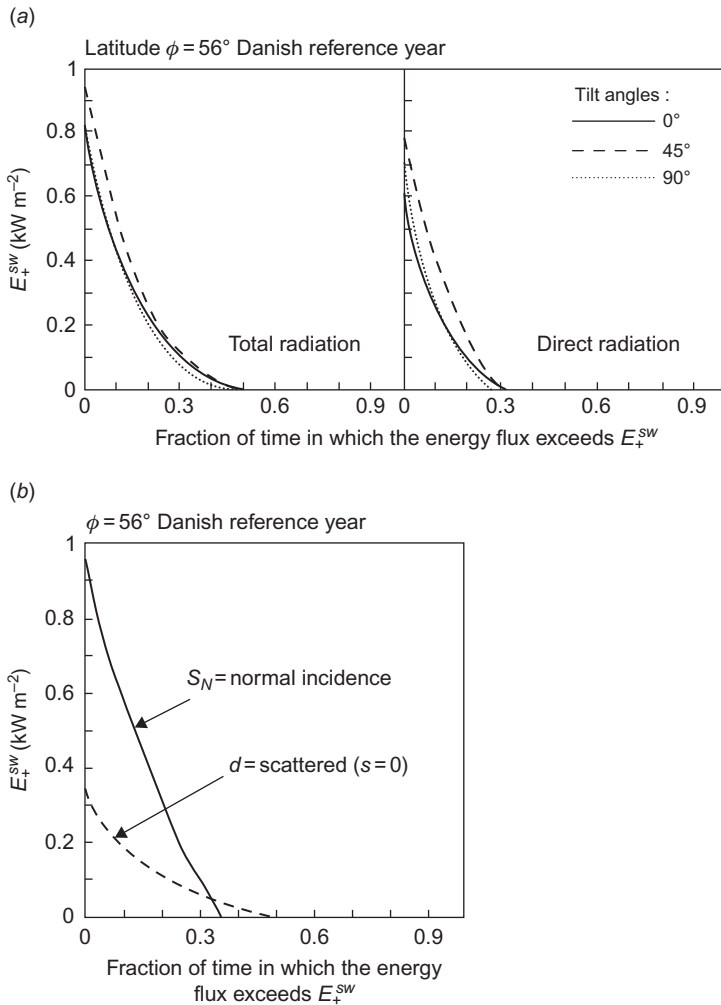 (a)
Latitude ϕ = 56° Danish reference year
1
0.8
0.6
0.4
0.2
0
E₊ˢʷ (kW m⁻²)
Total radiation
0 0.3 0.6 0.9
Tilt angles :
0°
45°
90°
Direct radiation
0 0.3 0.6 0.9
Fraction of time in which the energy flux exceeds E₊ˢʷ
(b)
ϕ = 56° Danish reference year
1
0.8
0.6
0.4
0.2
0
E₊ˢʷ (kW m⁻²)
S_N = normal incidence
d = scattered (s = 0)
0 0.3 0.6 0.9
Fraction of time in which the energy
flux exceeds E₊ˢʷ